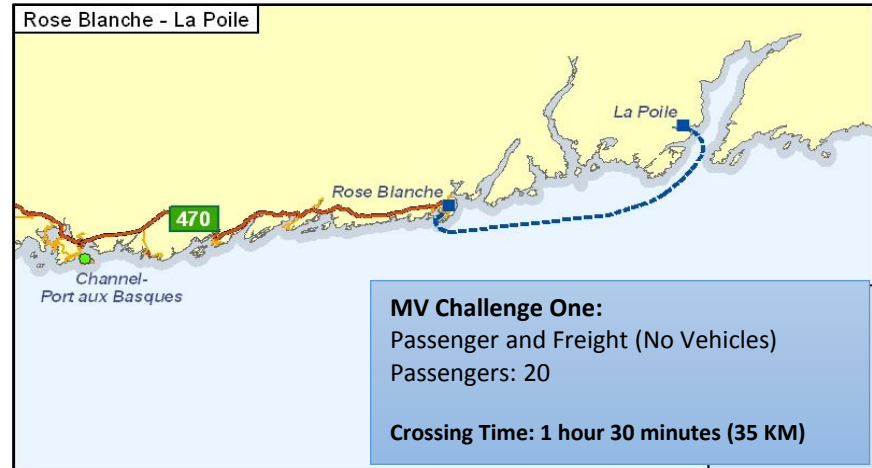 Rose Blanche - La Poile
La Poile
Rose Blanche
470
Channel-
Port aux Basques
MV Challenge One:
Passenger and Freight (No Vehicles)
Passengers: 20
Crossing Time: 1 hour 30 minutes (35 KM)